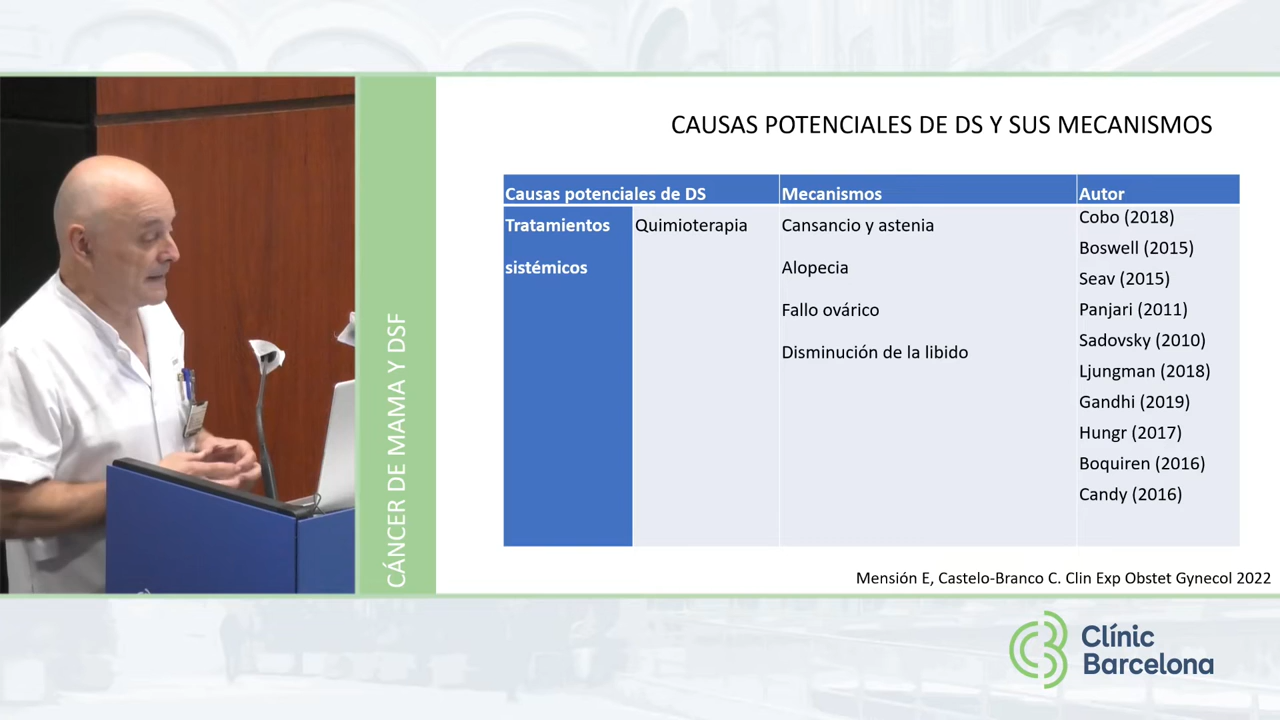 CÁNCER DE MAMA Y DSF
CAUSAS POTENCIALES DE DS Y SUS MECANISMOS
Causas potenciales de DS
Mecanismos
Autor
Tratamientos
sistémicos
Quimioterapia
Cansancio y astenia
Alopecia
Fallo ovárico
Disminución de la libido
Cobo (2018)
Boswell (2015)
Seav (2015)
Panjari (2011)
Sadovsky (2010)
Ljungman (2018)
Gandhi (2019)
Hungr (2017)
Boquiren (2016)
Candy (2016)
Mensión E, Castelo-Branco C. Clin Exp Obstet Gynecol 2022
Clínic
Barcelona